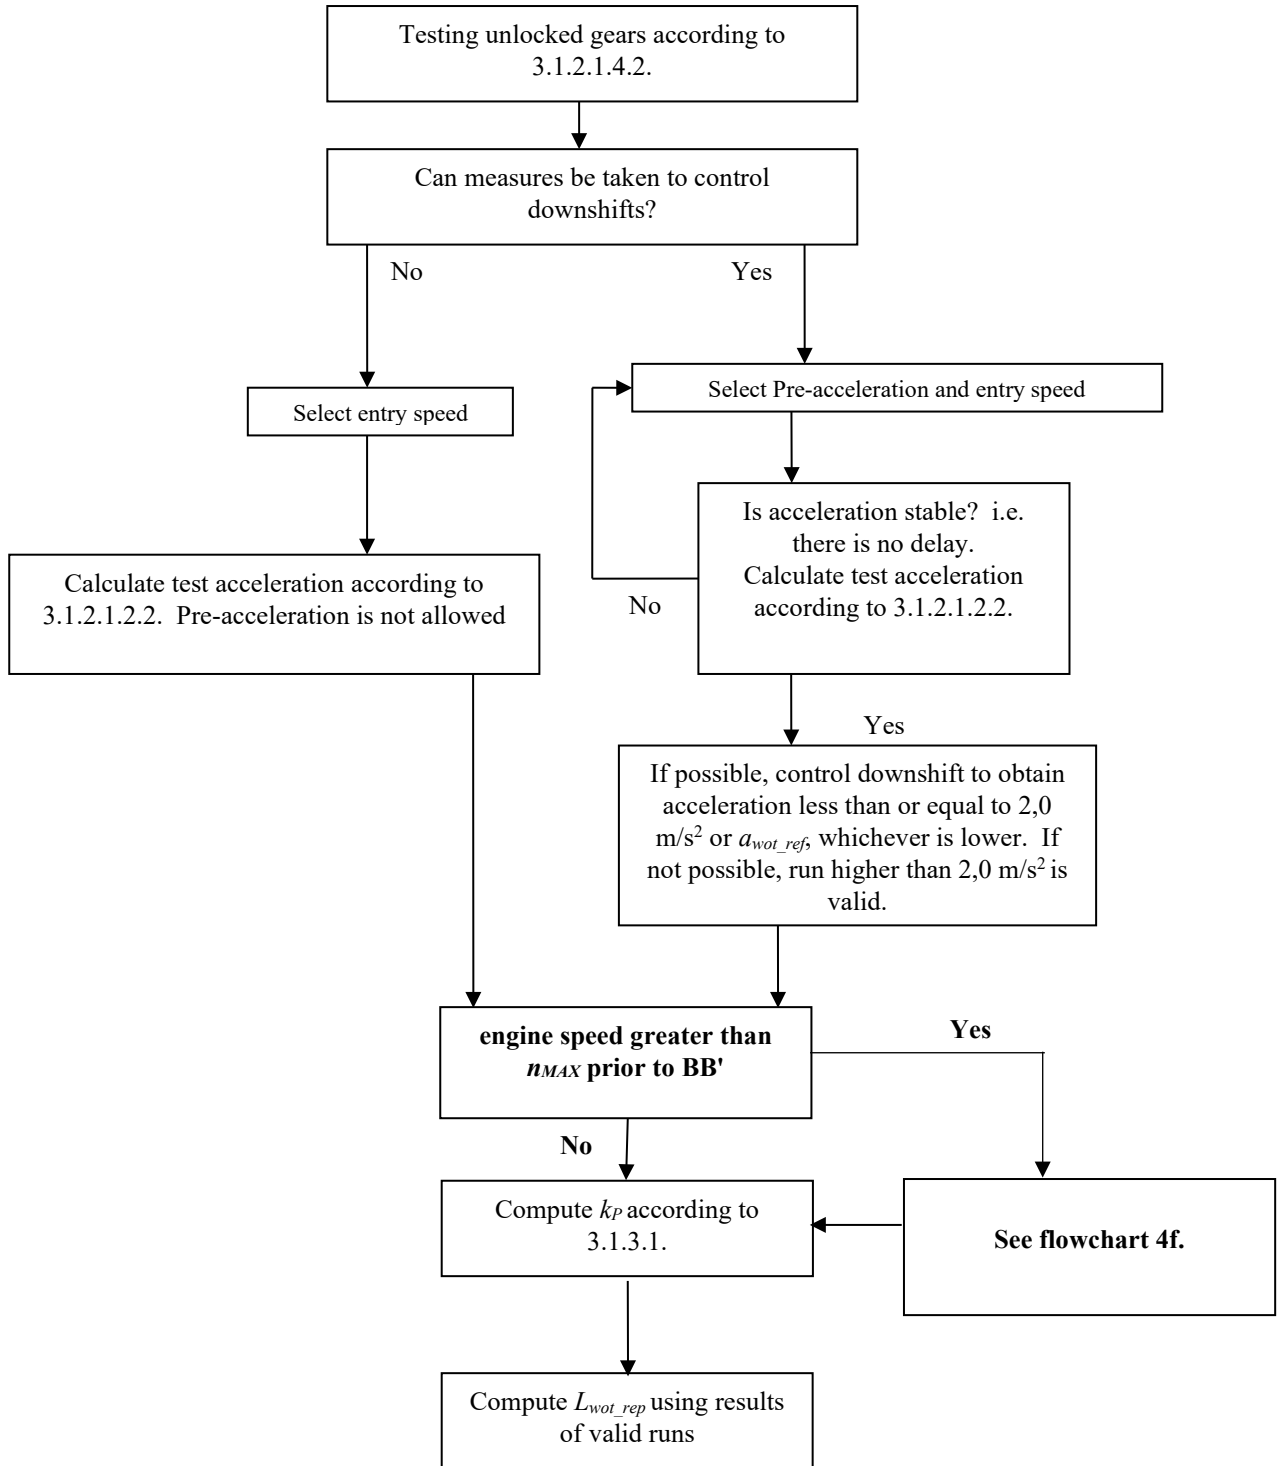 Testing unlocked gears according to
3.1.2.1.4.2.
Can measures be taken to control
downshifts?
No
Yes
Select entry speed
Select Pre-acceleration and entry speed
Calculate test acceleration according to
3.1.2.1.2.2.  Pre-acceleration is not allowed
Is acceleration stable?  i.e.
there is no delay.
Calculate test acceleration
according to 3.1.2.1.2.2.
No
Yes
If possible, control downshift to obtain
acceleration less than or equal to 2,0
m/s² or a_wot_ref, whichever is lower.  If
not possible, run higher than 2,0 m/s² is
valid.
engine speed greater than
n_MAX prior to BB'
Yes
No
Compute k_P according to
3.1.3.1.
See flowchart 4f.
Compute L_wot_rep using results
of valid runs